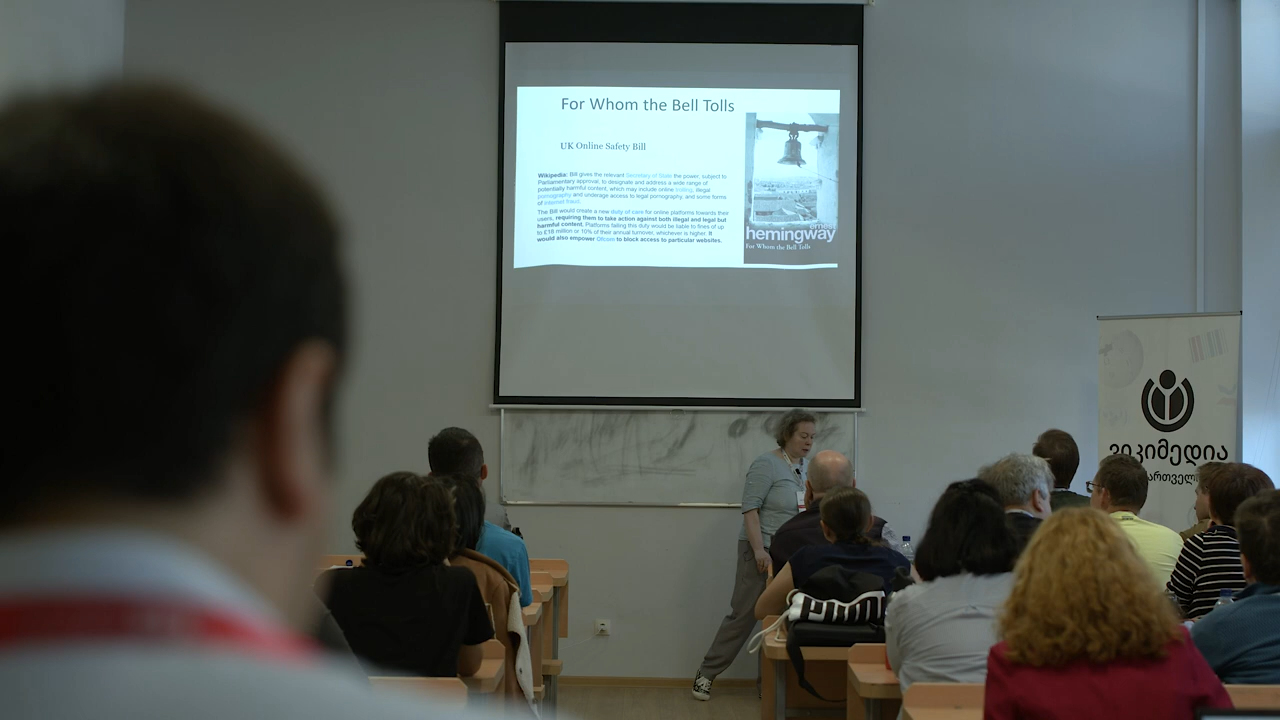 For Whom the Bell Tolls
UK Online Safety Bill
Wikipedia: Bill gives the relevant Secretary of State the power, subject to
Parliamentary approval, to designate and address a wide range of
potentially harmful content, which may include online trolling, illegal
pornography and underage access to legal pornography, and some forms
of internet fraud.
The Bill would create a new duty of care for online platforms towards their
users, requiring them to take action against both illegal and legal but
harmful content. Platforms failing this duty would be liable to fines of up
to £18 million or 10% of their annual turnover, whichever is higher. It
would also empower Ofcom to block access to particular websites.
ernest
hemingway
For Whom the Bell Tolls
ვიკიმედია